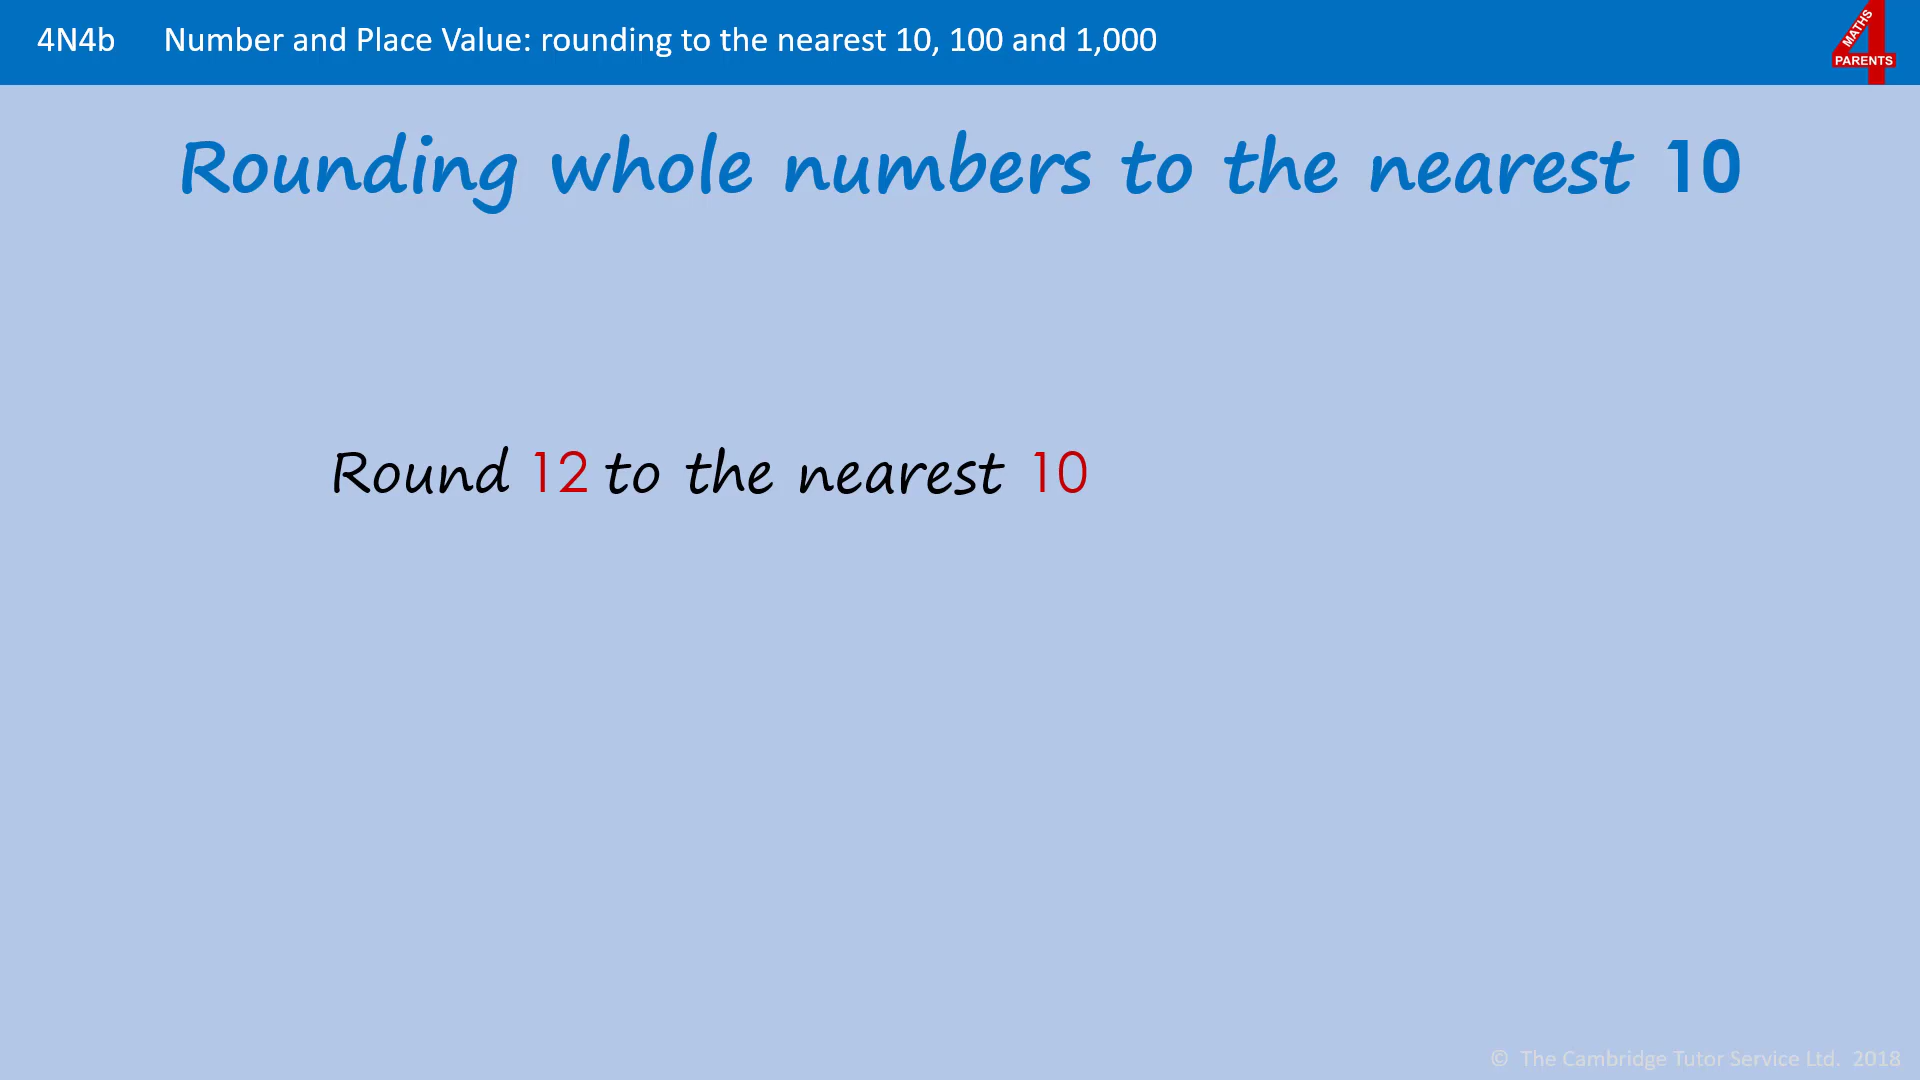 4N4b Number and Place Value: rounding to the nearest 10, 100 and 1,000
MATHS
4
PARENTS
Rounding whole numbers to the nearest 10
Round 12 to the nearest 10
© The Cambridge Tutor Service Ltd. 2018